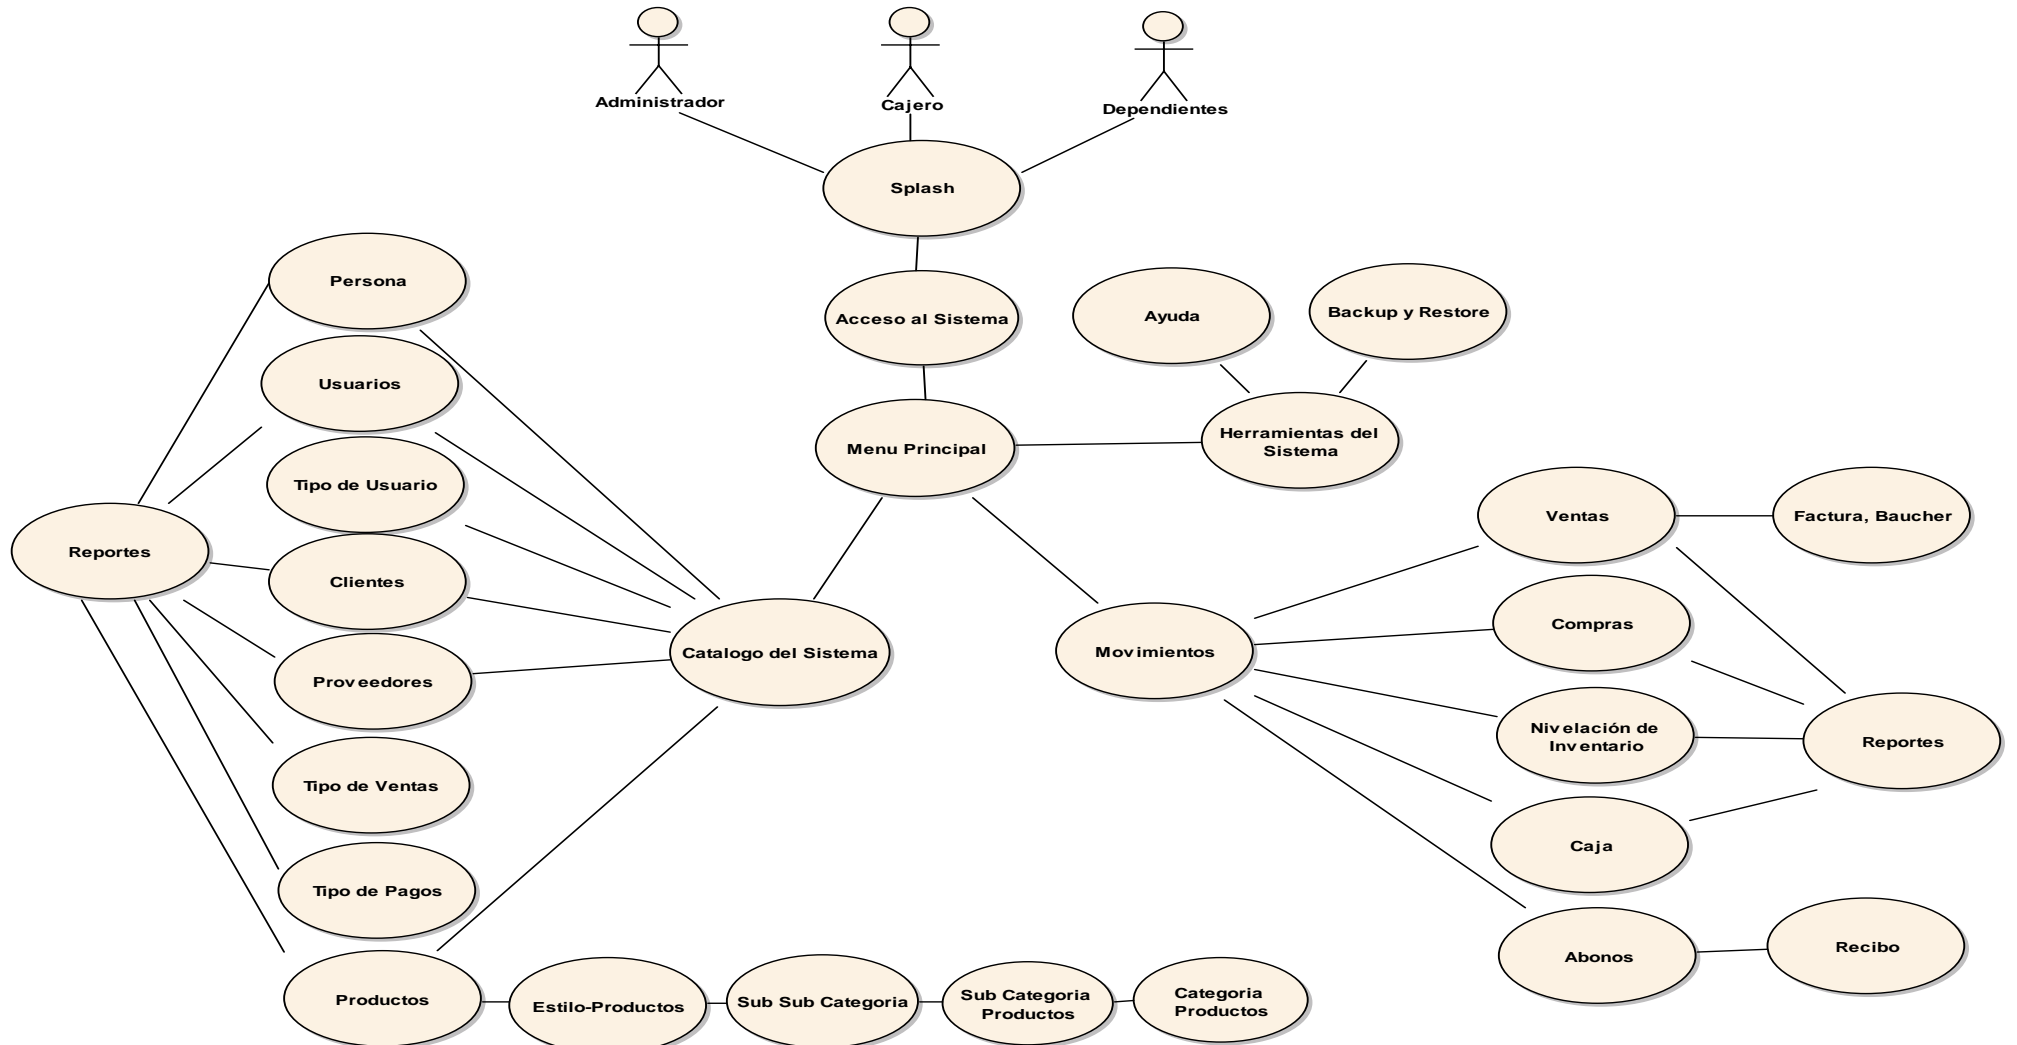 Administrador
Cajero
Dependientes
Splash
Persona
Acceso al Sistema
Ayuda
Backup y Restore
Usuarios
Menu Principal
Herramientas del
Sistema
Tipo de Usuario
Ventas
Factura, Baucher
Reportes
Clientes
Compras
Catalogo del Sistema
Movimientos
Proveedores
Nivelación de
Inventario
Reportes
Tipo de Ventas
Caja
Tipo de Pagos
Abonos
Recibo
Productos
Estilo-Productos
Sub Sub Categoria
Sub Categoria
Productos
Categoria
Productos